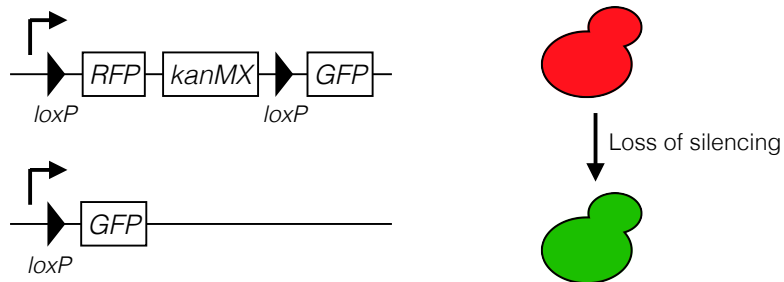 RFP kanMX GFP
loxP loxP
Loss of silencing
GFP
loxP